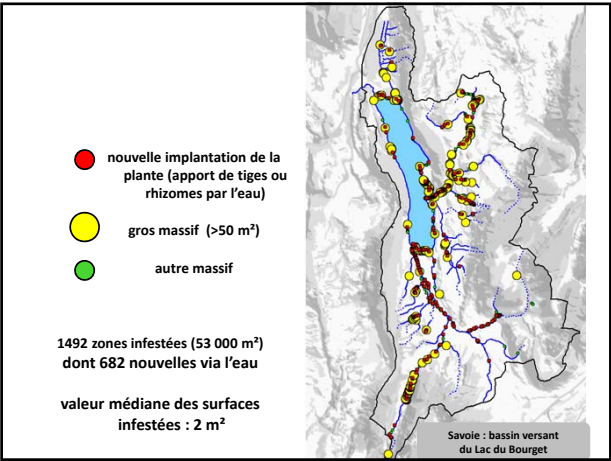 nouvelle implantation de la
plante (apport de tiges ou
rhizomes par l'eau)
gros massif (>50 m²)
autre massif
1492 zones infestées (53 000 m²)
dont 682 nouvelles via l'eau
valeur médiane des surfaces
infestées : 2 m²
Savoie : bassin versant
du Lac du Bourget